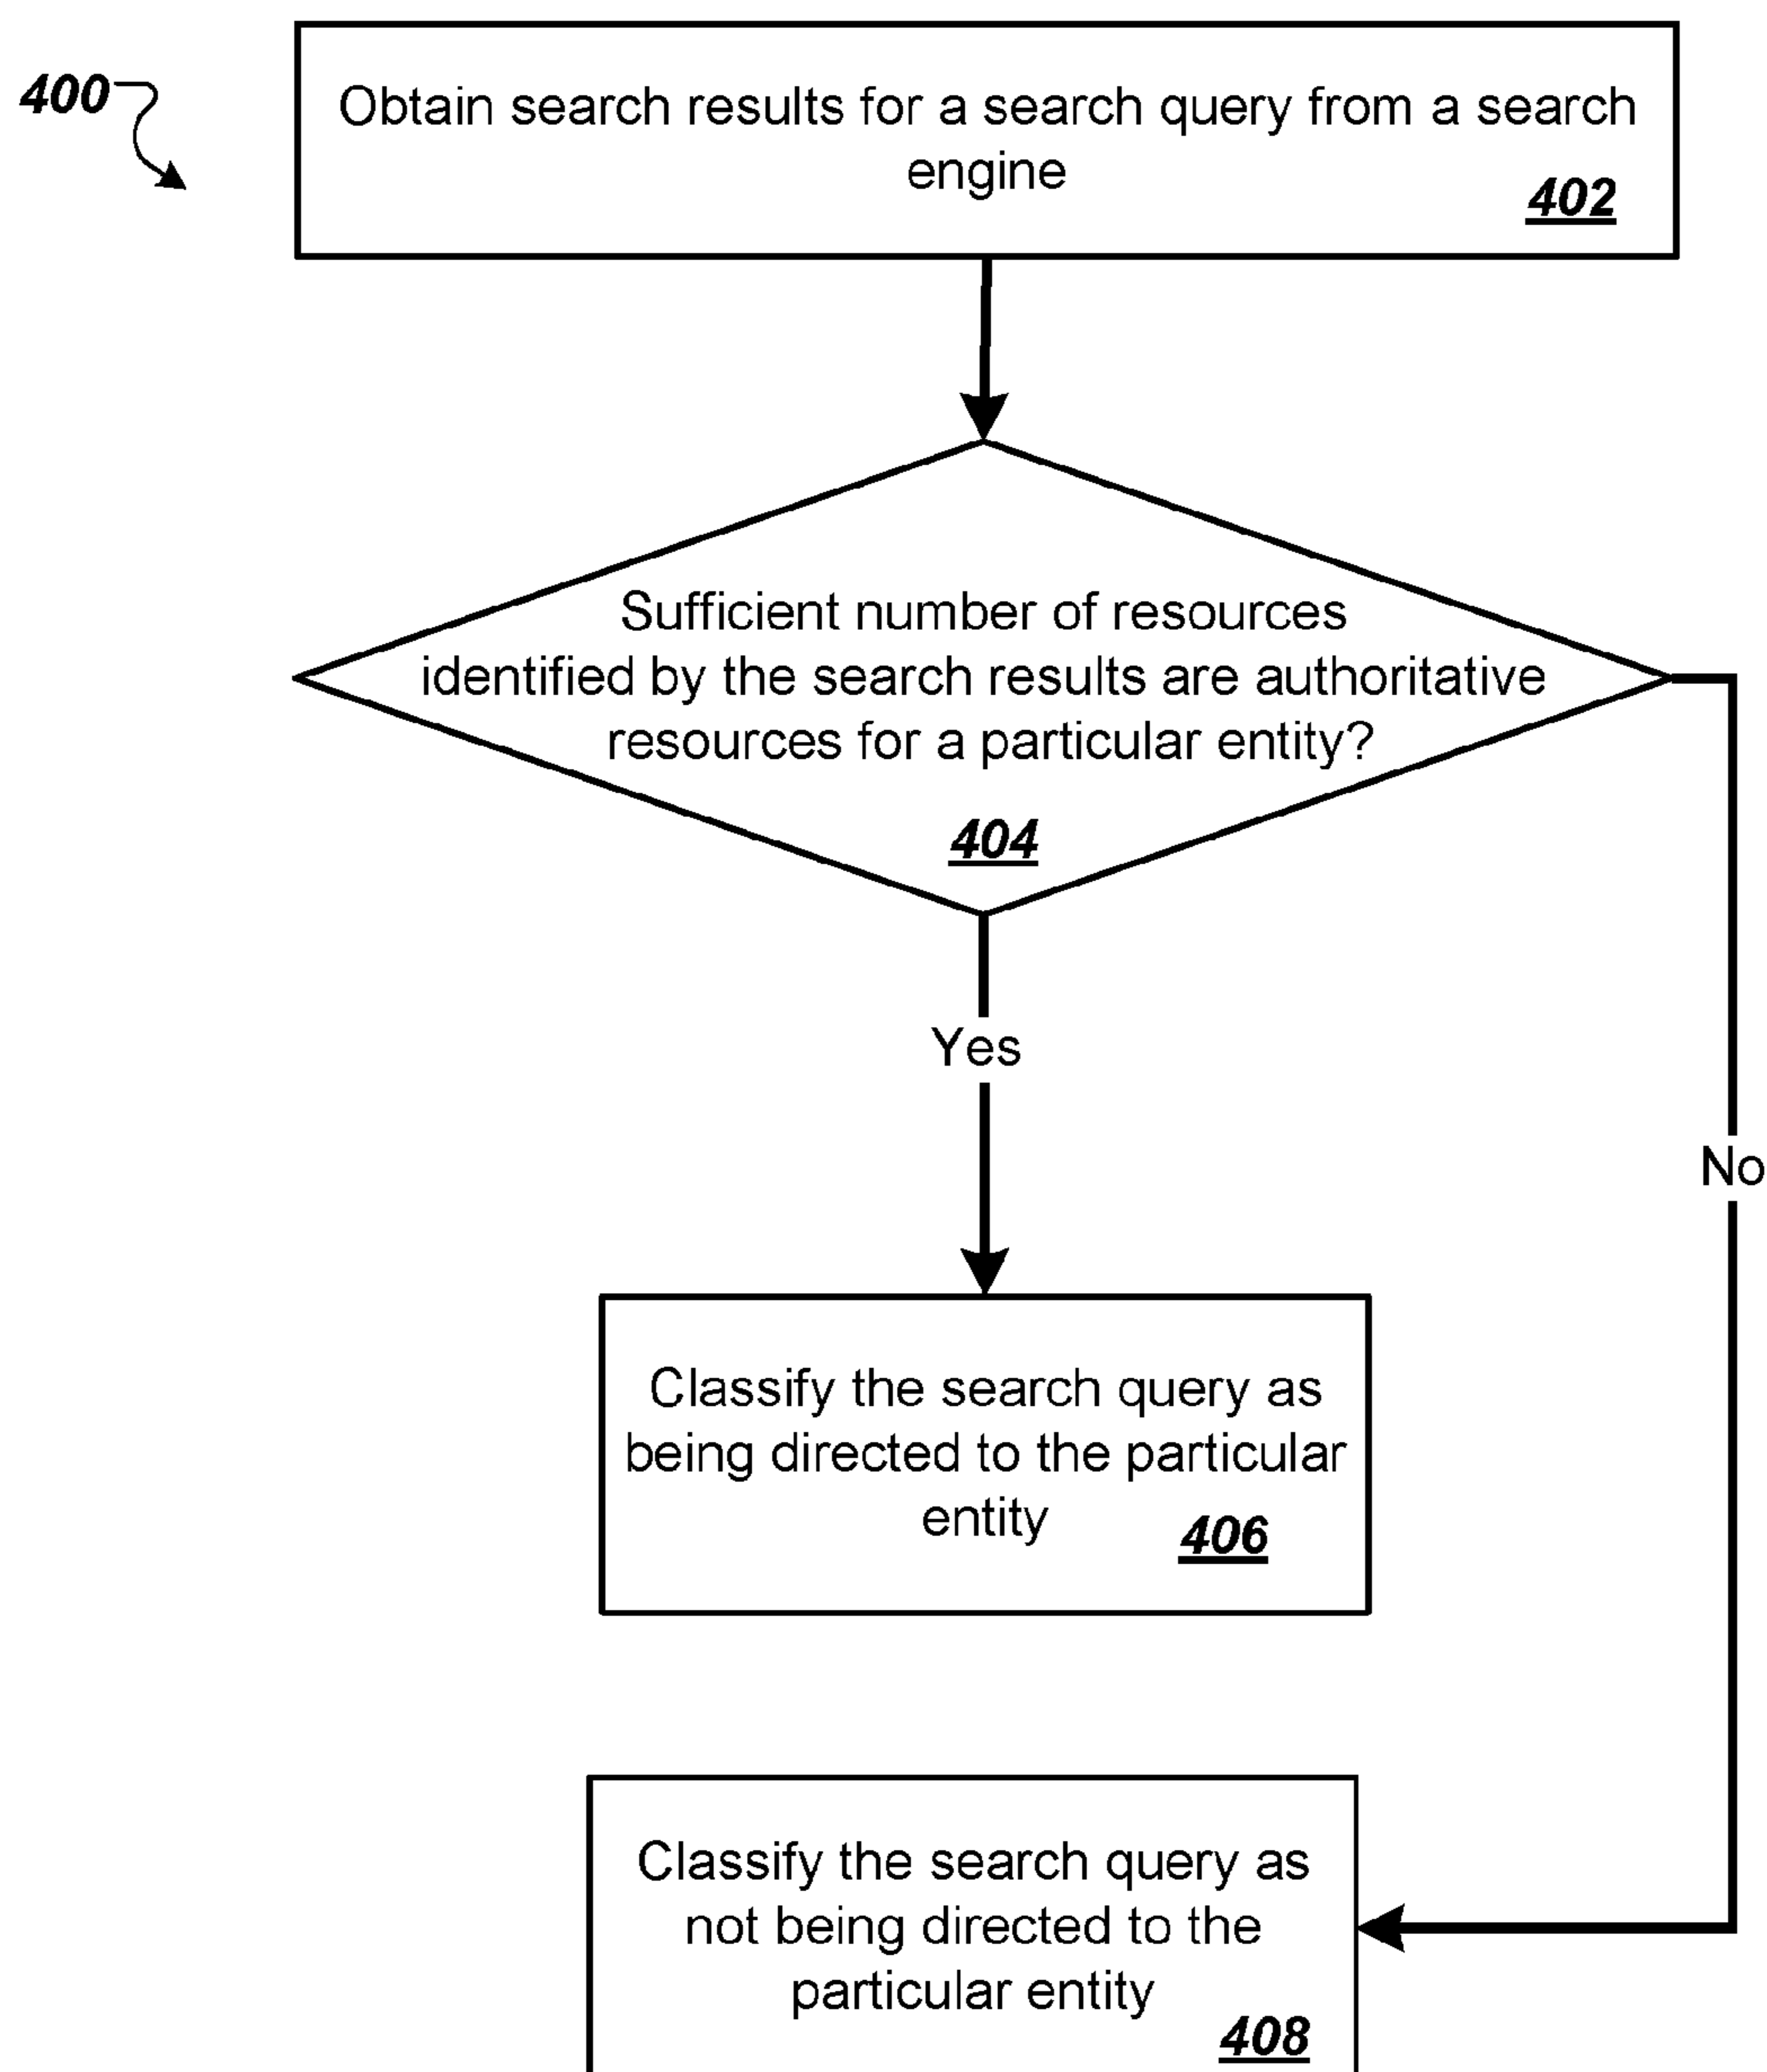 400
Obtain search results for a search query from a search
engine
402
Sufficient number of resources
identified by the search results are authoritative
resources for a particular entity?
404
Yes
No
Classify the search query as
being directed to the particular
entity
406
Classify the search query as
not being directed to the
particular entity
408